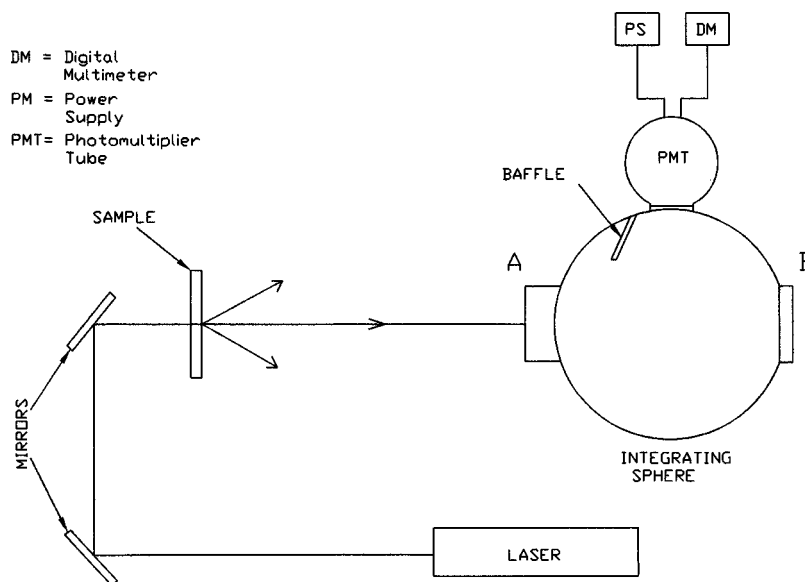 DM = Digital
Multimeter
PM = Power
Supply
PMT= Photomultiplier
Tube
PS
DM
PMT
BAFFLE
SAMPLE
A
MIRRORS
INTEGRATING
SPHERE
LASER